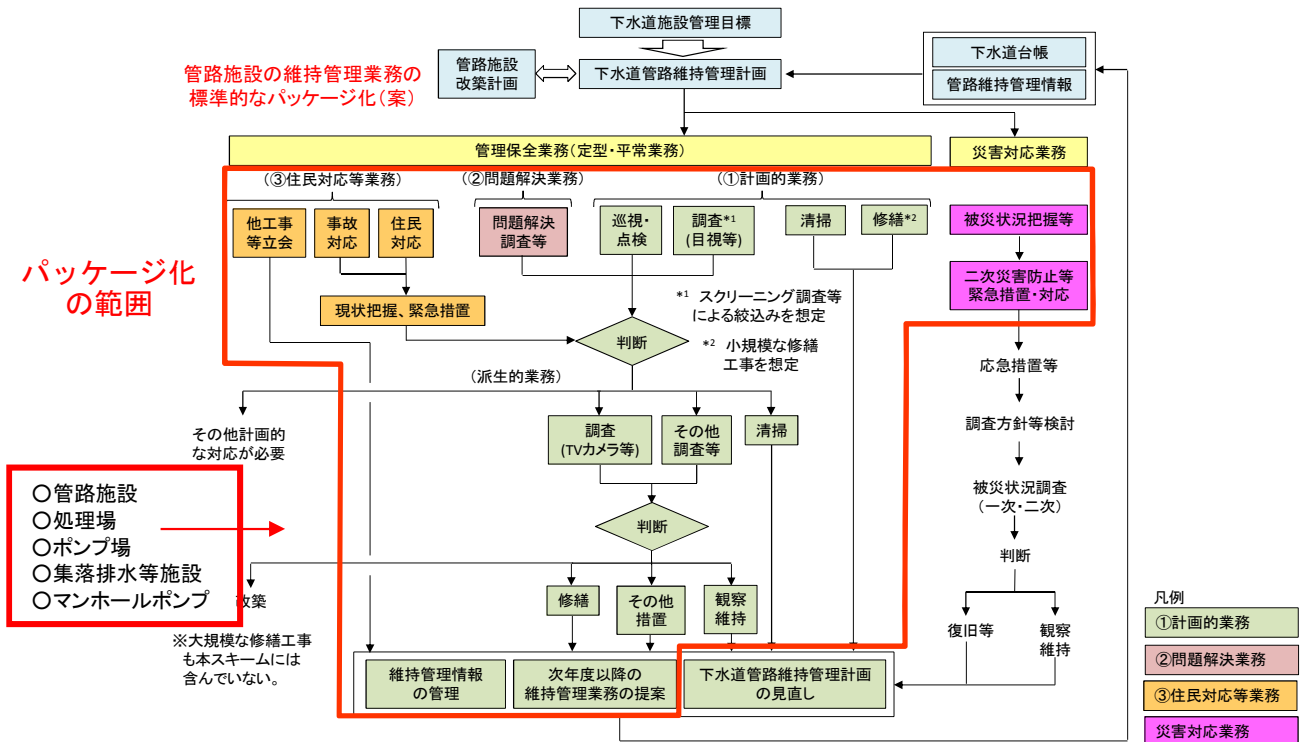 下水道施設管理目標
管路施設の維持管理業務の
標準的なパッケージ化(案)
管路施設
改築計画
下水道管路維持管理計画
下水道台帳
管路維持管理情報
管理保全業務(定型・平常業務)
災害対応業務
(③住民対応等業務)
(②問題解決業務)
(①計画的業務)
他工事
等立会
事故
対応
住民
対応
問題解決
調査等
巡視・
点検
調査*1
(目視等)
清掃
修繕*2
被災状況把握等
パッケージ化
の範囲
現状把握、緊急措置
*1 スクリーニング調査等
による絞込みを想定
二次災害防止等
緊急措置・対応
判断
*2 小規模な修繕
工事を想定
応急措置等
(派生的業務)
その他計画的
な対応が必要
調査
(TVカメラ等)
その他
調査等
清掃
調査方針等検討
○管路施設
○処理場
○ポンプ場
○集落排水等施設
○マンホールポンプ
被災状況調査
(一次・二次)
判断
判断
改築
修繕
その他
措置
観察
維持
復旧等
観察
維持
※大規模な修繕工事
も本スキームには
含んでいない。
維持管理情報
の管理
次年度以降の
維持管理業務の提案
下水道管路維持管理計画
の見直し
凡例
①計画的業務
②問題解決業務
③住民対応等業務
災害対応業務